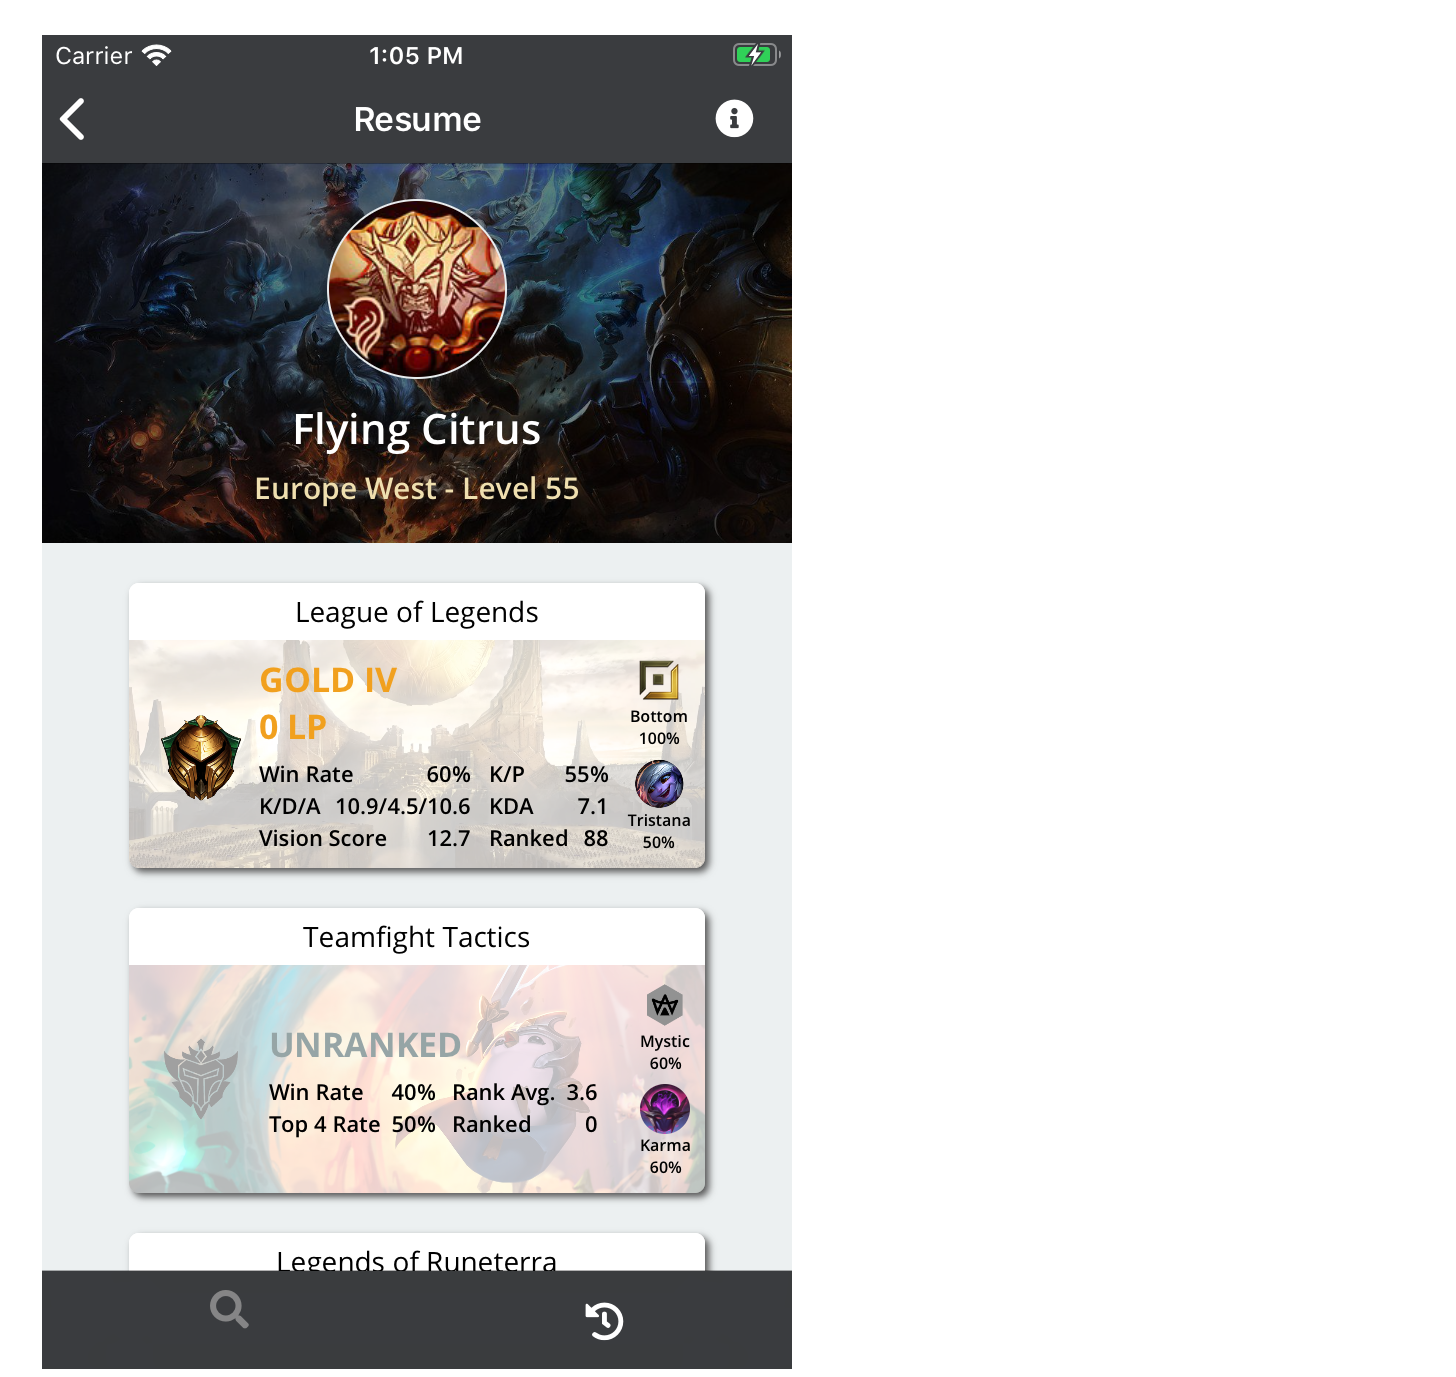 Carrier 1:05 PM
Resume
Flying Citrus
Europe West - Level 55
League of Legends
GOLD IV
0 LP
Win Rate 60% K/P 55%
K/D/A 10.9/4.5/10.6 KDA 7.1
Vision Score 12.7 Ranked 88
Bottom
100%
Tristana
50%
Teamfight Tactics
UNRANKED
Win Rate 40% Rank Avg. 3.6
Top 4 Rate 50% Ranked 0
Mystic
60%
Karma
60%
Legends of Runeterra